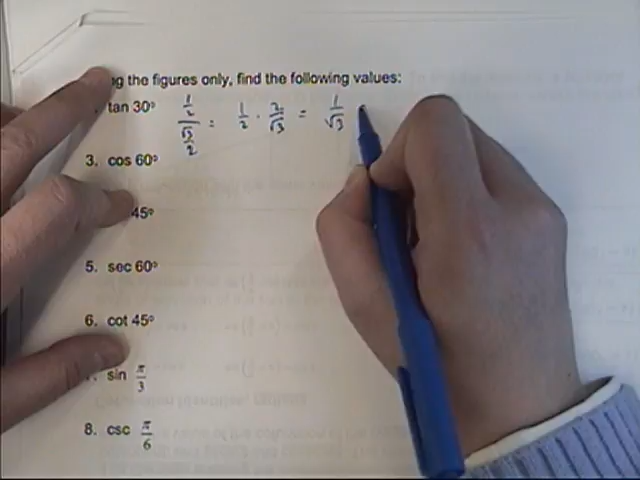 the figures only, find the following values:
tan 30° (1/2)/(√3/2) = 1/2 · 2/√3 = 1/√3
3. cos 60°
45°
5. sec 60°
6. cot 45°
sin π/3
8. csc π/6